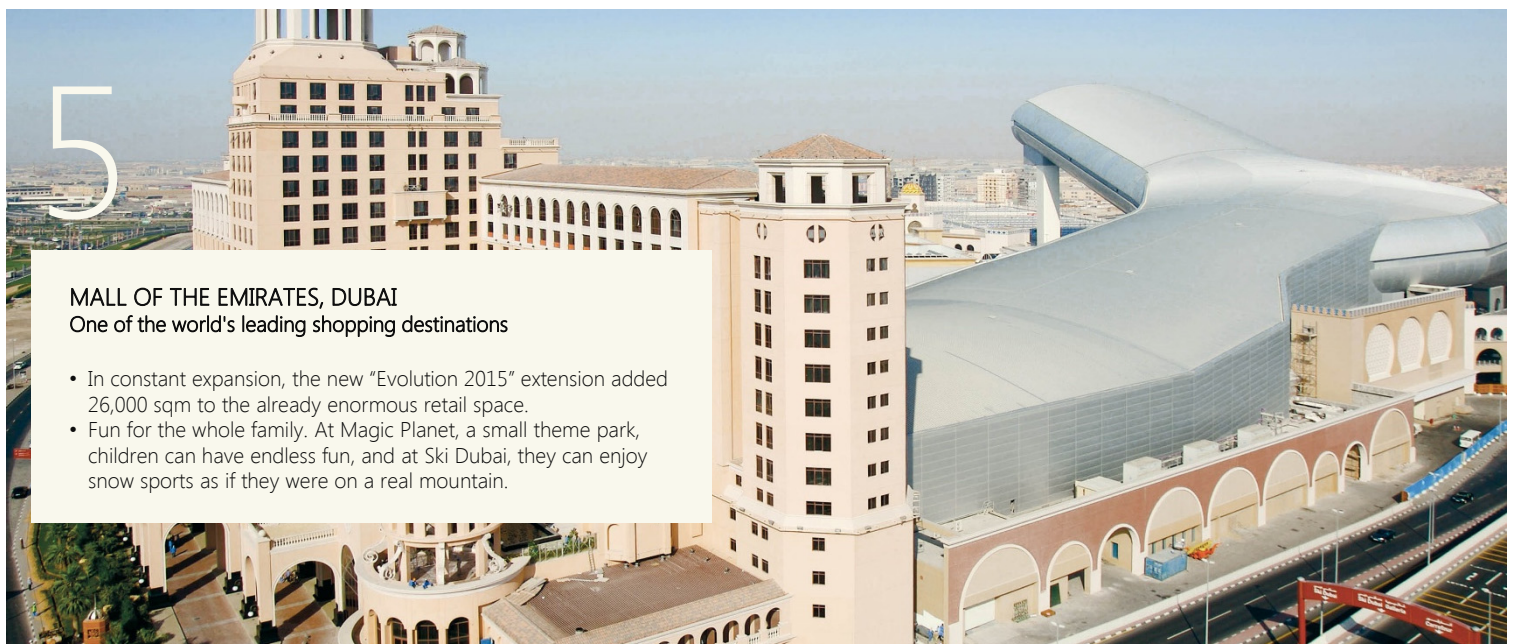 5
MALL OF THE EMIRATES, DUBAI
One of the world's leading shopping destinations
• In constant expansion, the new “Evolution 2015” extension added
26,000 sqm to the already enormous retail space.
• Fun for the whole family. At Magic Planet, a small theme park,
children can have endless fun, and at Ski Dubai, they can enjoy
snow sports as if they were on a real mountain.
Ski Dubai
Carrefour